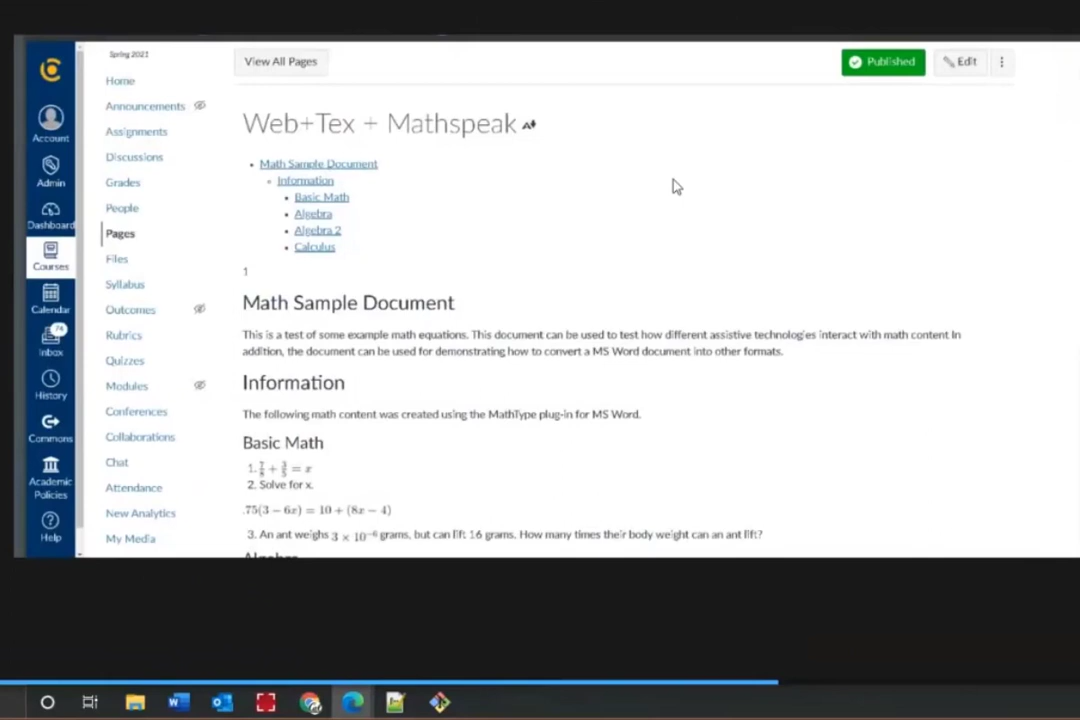 Spring 2021
Account
Admin
Dashboard
Courses
Calendar
74
Inbox
History
Commons
Academic
Policies
Help
Home
Announcements
Assignments
Discussions
Grades
People
Pages
Files
Syllabus
Outcomes
Rubrics
Quizzes
Modules
Conferences
Collaborations
Chat
Attendance
New Analytics
My Media
View All Pages
Published
Edit
Web+Tex + Mathspeak
Math Sample Document
Information
Basic Math
Algebra
Algebra 2
Calculus
1
Math Sample Document
This is a test of some example math equations. This document can be used to test how different assistive technologies interact with math content In
addition, the document can be used for demonstrating how to convert a MS Word document into other formats.
Information
The following math content was created using the MathType plug-in for MS Word.
Basic Math
1. 7/8 + 3/5 = x
2. Solve for x.
.75(3 − 6x) = 10 + (8x − 4)
3. An ant weighs 3 × 10⁻⁶ grams, but can lift 16 grams. How many times their body weight can an ant lift?
Algebra